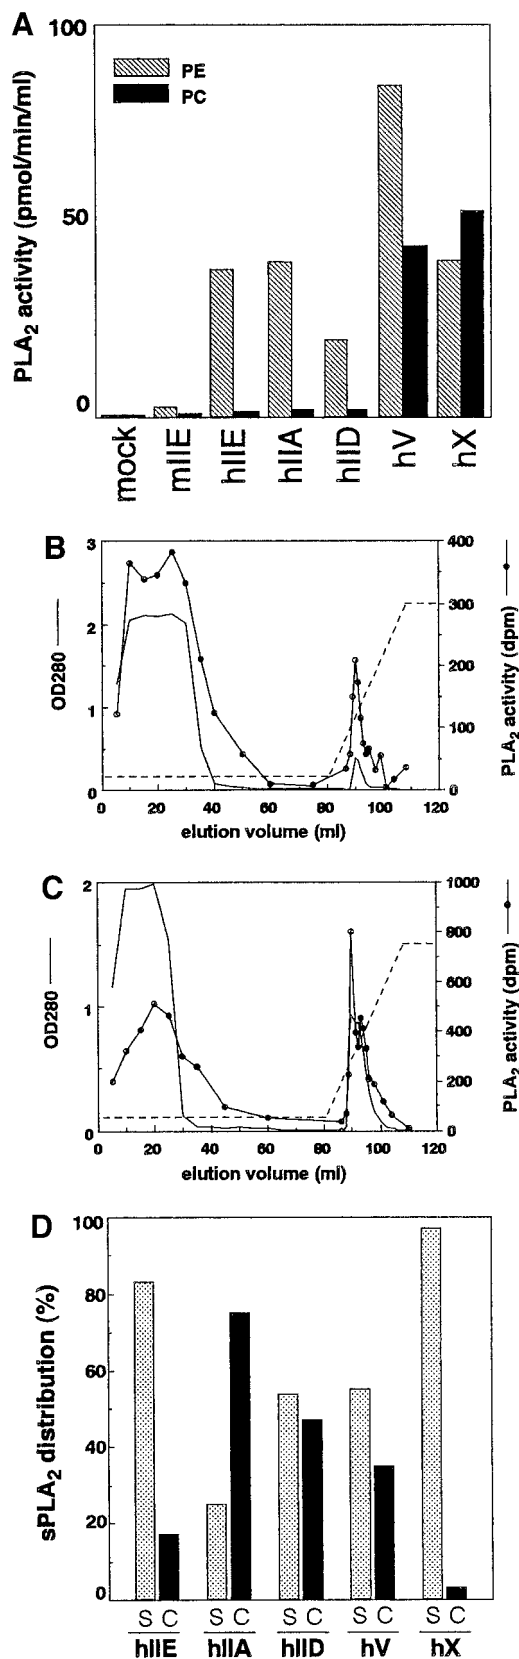 A
100
PE
PC
50
0
PLA2 activity (pmol/min/ml)
mock
mIIE
hIIE
hIIA
hIID
hV
hX
B
3
2
1
0
OD280
400
300
200
100
0
PLA2 activity (dpm)
0 20 40 60 80 100 120
elution volume (ml)
C
2
1
0
OD280
1000
800
600
400
200
0
PLA2 activity (dpm)
0 20 40 60 80 100 120
elution volume (ml)
D
100
80
60
40
20
0
sPLA2 distribution (%)
S C S C S C S C S C
hIIE hIIA hIID hV hX